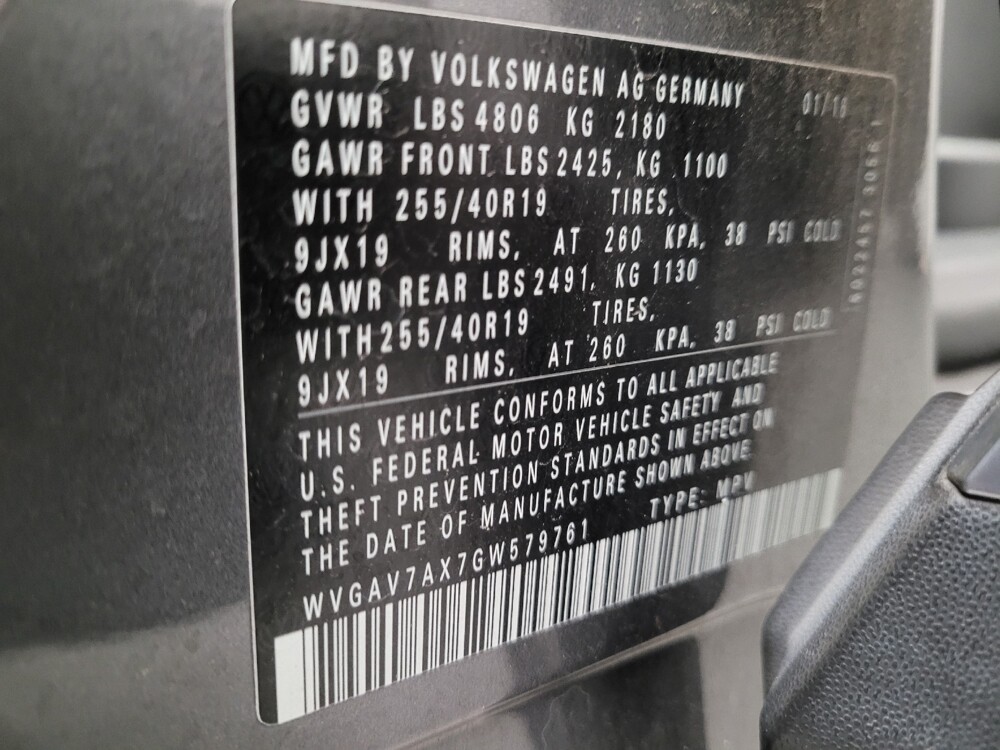 MFD BY VOLKSWAGEN AG GERMANY 01/16
GVWR LBS 4806 KG 2180
GAWR FRONT LBS 2425, KG 1100
WITH 255/40R19 TIRES,
9JX19 RIMS, AT 260 KPA, 38 PSI COLD
GAWR REAR LBS 2491, KG 1130
WITH 255/40R19 TIRES,
9JX19 RIMS, AT 260 KPA, 38 PSI COLD
THIS VEHICLE CONFORMS TO ALL APPLICABLE
U.S. FEDERAL MOTOR VEHICLE SAFETY AND
THEFT PREVENTION STANDARDS IN EFFECT ON
THE DATE OF MANUFACTURE SHOWN ABOVE.
WVGAV7AX7GW579761 TYPE: MPV